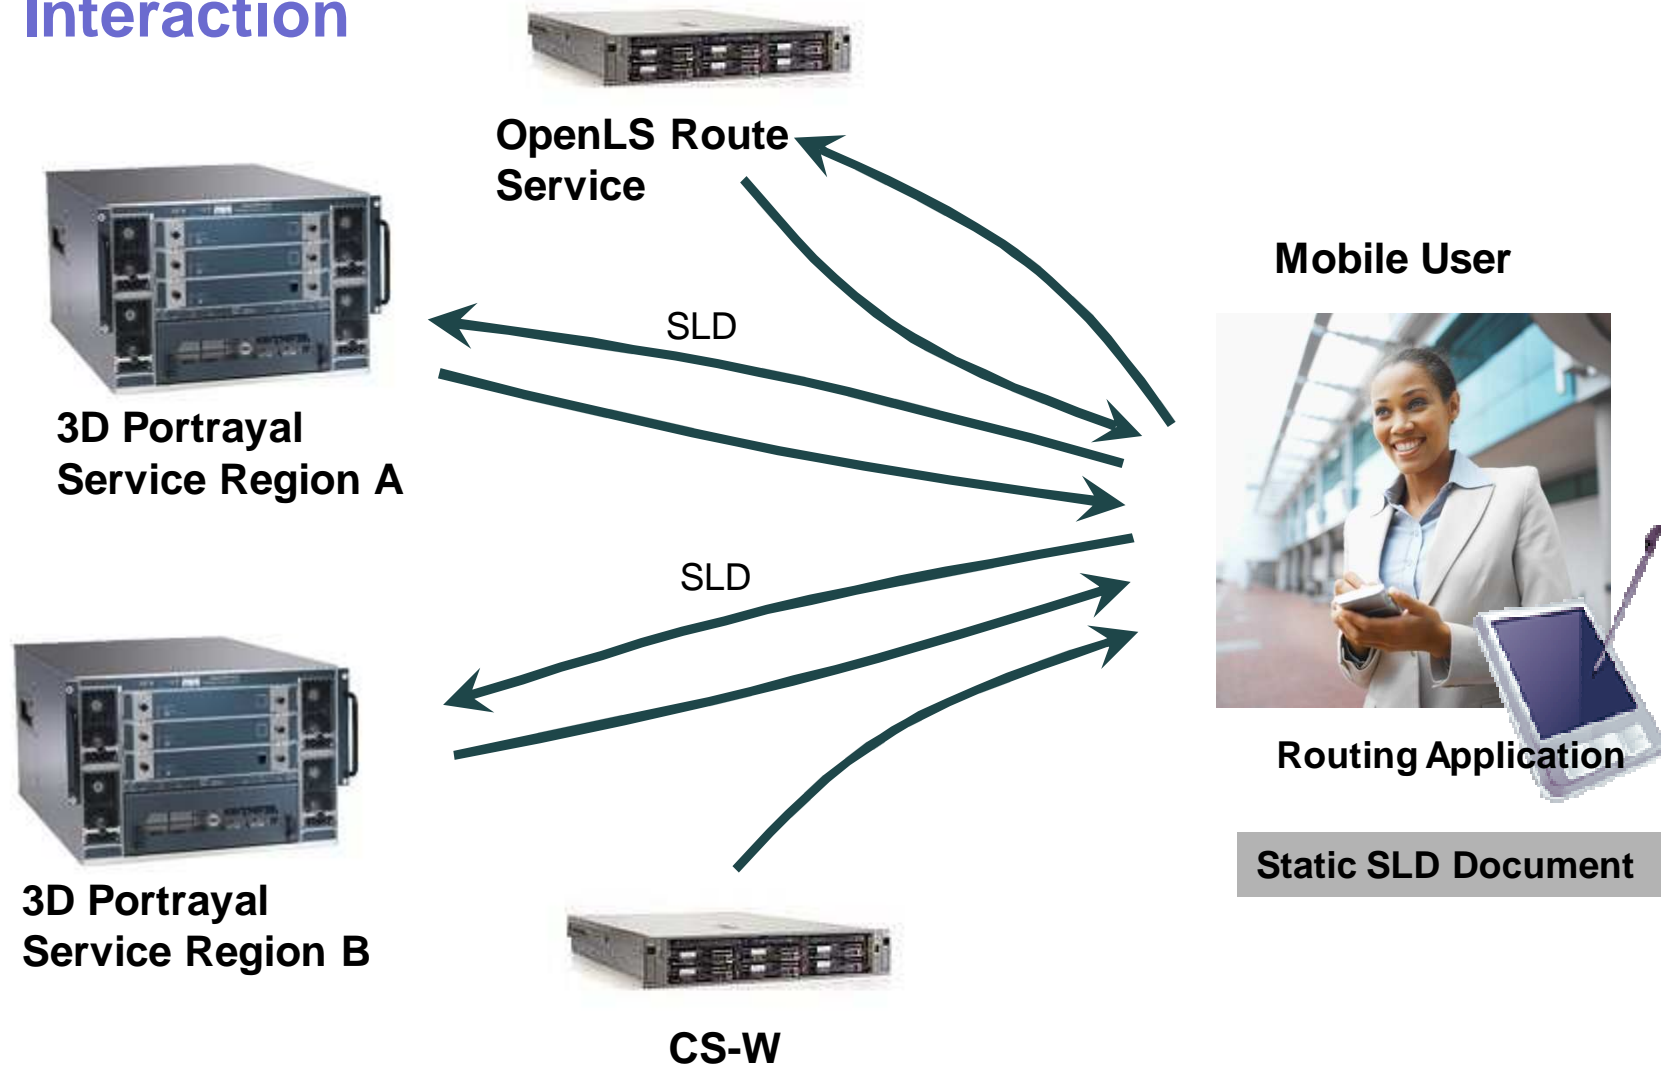 Interaction
OpenLS Route
Service
Mobile User
SLD
3D Portrayal
Service Region A
SLD
Routing Application
Static SLD Document
3D Portrayal
Service Region B
CS-W